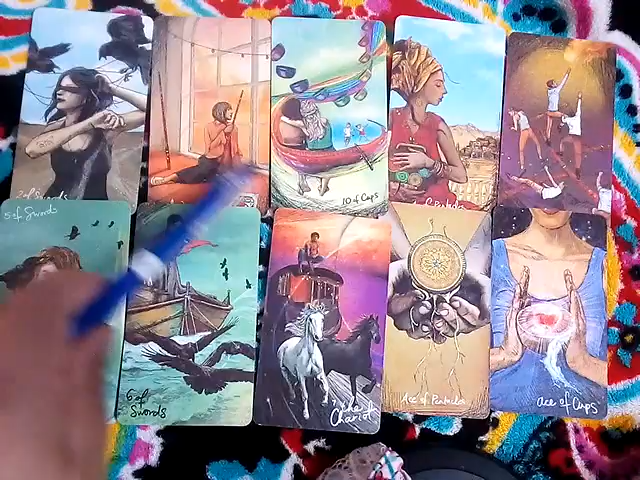 2 of Swords
10 of Cups
5 of Swords
6 of
Swords
The
Chariot
Ace of Pentacles
ace of Cups